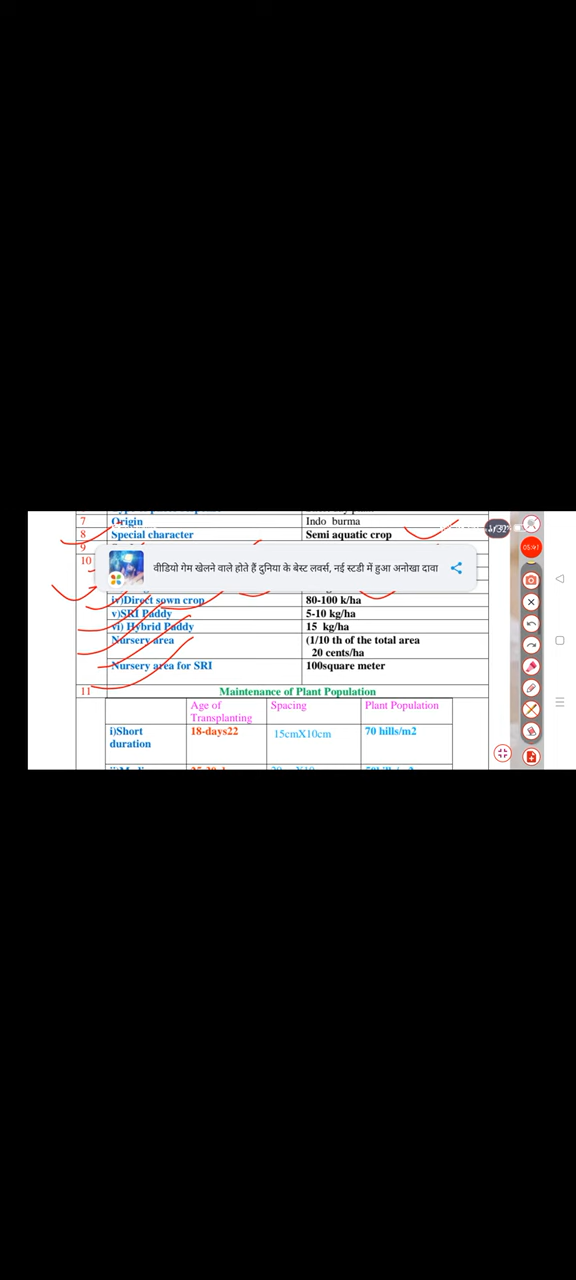 7 Origin Indo burma
8 Special character Semi aquatic crop
9
10
वीडियो गेम खेलने वाले होते हैं दुनिया के बेस्ट लवर्स, नई स्टडी में हुआ अनोखा दावा
iv)Direct sown crop 80-100 k/ha
v)SRI Paddy 5-10 kg/ha
vi) Hybrid Paddy 15 kg/ha
Nursery area (1/10 th of the total area
20 cents/ha
Nursery area for SRI 100square meter
11 Maintenance of Plant Population
Age of Transplanting Spacing Plant Population
i)Short duration 18-days22 15cmX10cm 70 hills/m2
05:41